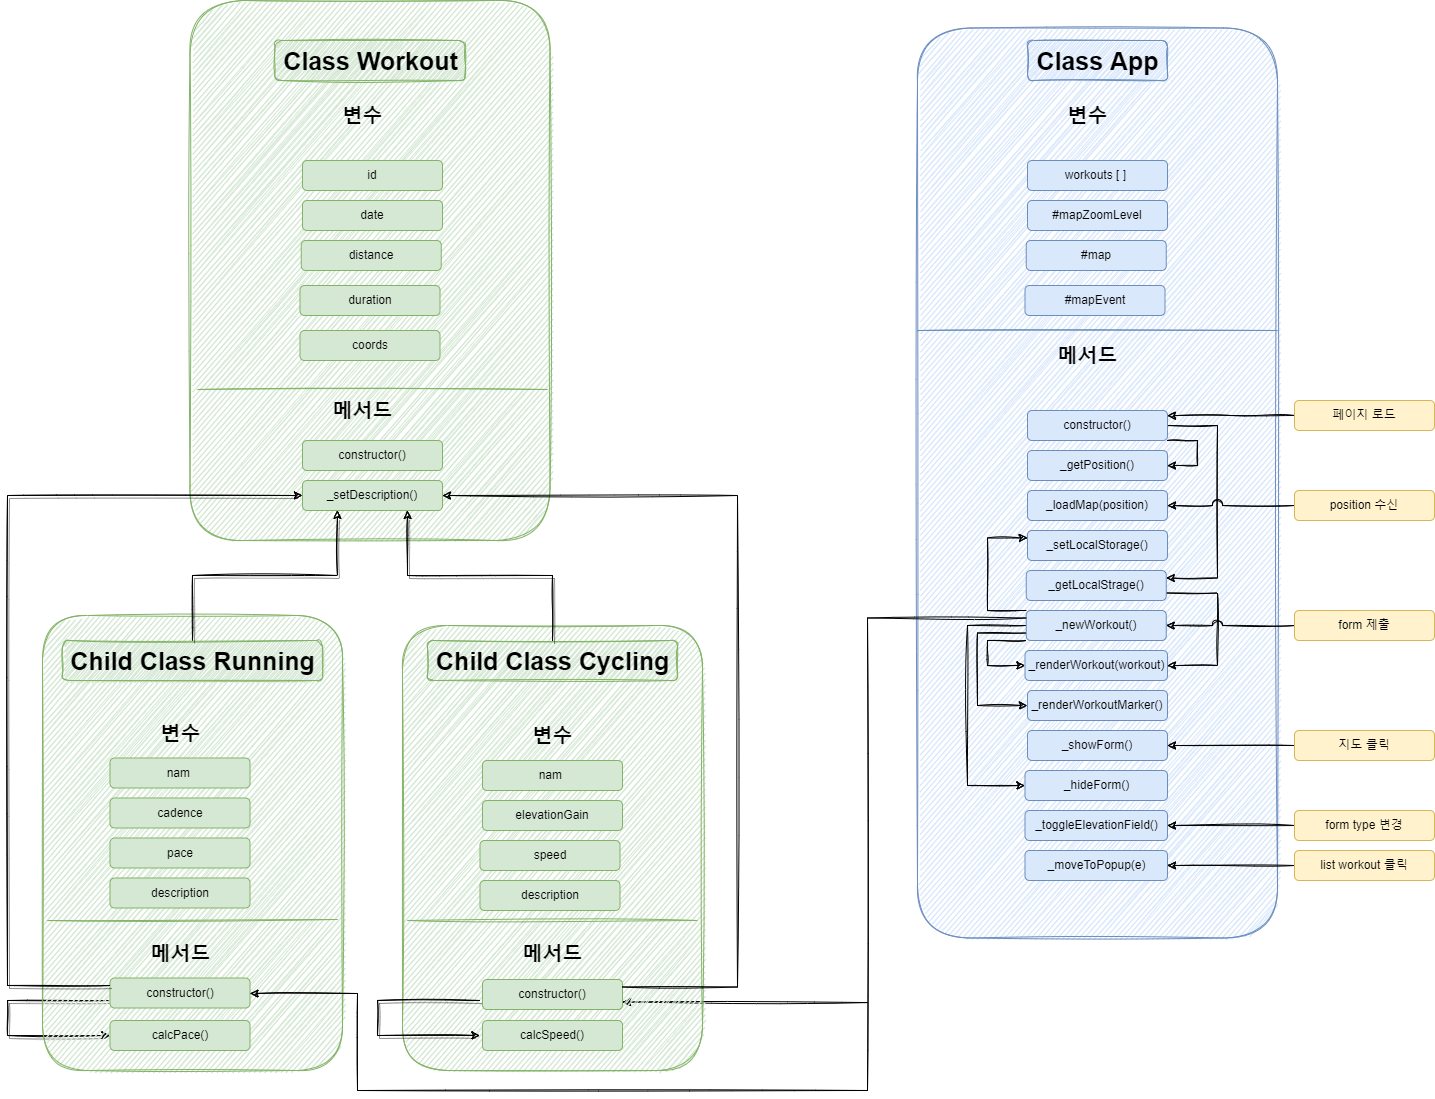 Class Workout
변수
id
date
distance
duration
coords
메서드
constructor()
_setDescription()
Child Class Running
변수
nam
cadence
pace
description
메서드
constructor()
calcPace()
Child Class Cycling
변수
nam
elevationGain
speed
description
메서드
constructor()
calcSpeed()
Class App
변수
workouts [ ]
#mapZoomLevel
#map
#mapEvent
메서드
constructor()
_getPosition()
_loadMap(position)
_setLocalStorage()
_getLocalStrage()
_newWorkout()
_renderWorkout(workout)
_renderWorkoutMarker()
_showForm()
_hideForm()
_toggleElevationField()
_moveToPopup(e)
페이지 로드
position 수신
form 제출
지도 클릭
form type 변경
list workout 클릭